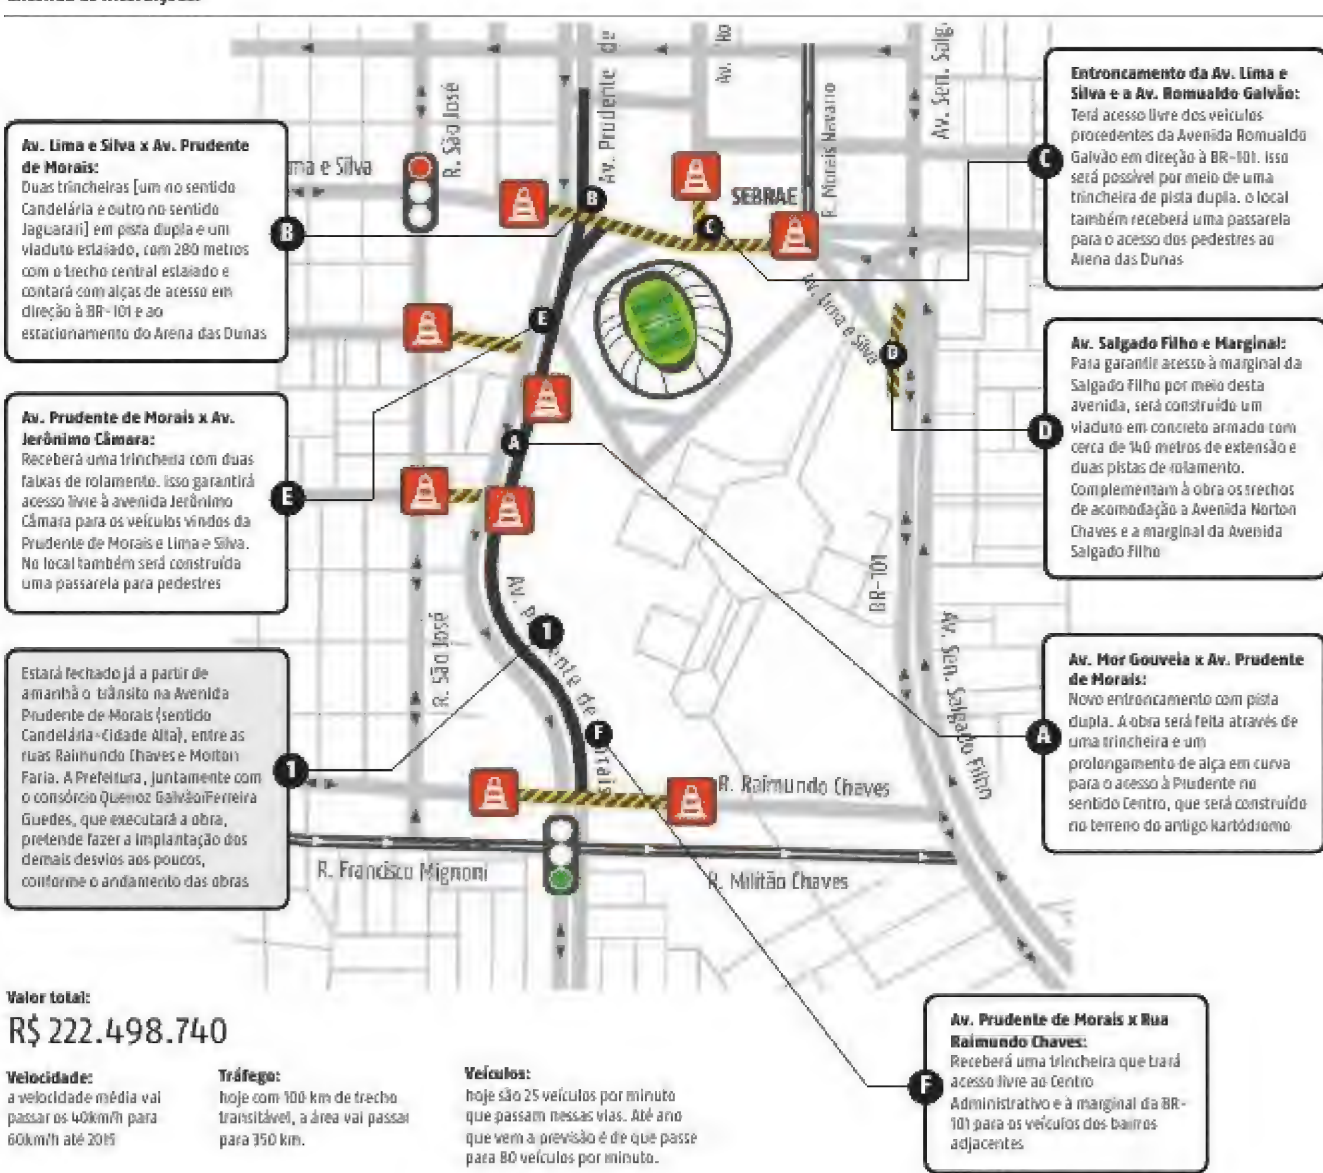 Av. Lima e Silva x Av. Prudente
de Morais:
Duas trincheiras [um no sentido
Candelária e outro no sentido
Jaguarari] em pista dupla e um
viaduto estaiado, com 280 metros
com o trecho central estaiado e
contará com alças de acesso em
direção à BR-101 e ao
estacionamento do Arena das Dunas
B
Av. Prudente de Morais x Av.
Jerônimo Câmara:
Receberá uma trincheria com duas
faixas de rolamento. Isso garantirá
acesso livre à avenida Jerônimo
Câmara para os veículos vindos da
Prudente de Morais e Lima e Silva.
No local também será construída
uma passarela para pedestres
E
Estará fechado já a partir de
amanhã o trânsito na Avenida
Prudente de Morais (sentido
Candelária-Cidade Alta), entre as
ruas Raimundo Chaves e Morton
Faria. A Prefeitura, juntamente com
o consórcio Queiroz Galvão/Ferreira
Guedes, que executará a obra,
pretende fazer a implantação dos
demais desvios aos poucos,
conforme o andamento das obras
1
ma e Silva
R. São José
Av. Prudente de
Av.
R. Morais Navarro
Av. Sen. Salg
SEBRAE
B
C
E
A
D
Av. Lima e Silva
BR-101
R. São José
Av. Prudente de Morais
1
F
Av. Sen. Salgado Filho
R. Raimundo Chaves
R. Francisco Mignoni
R. Militão Chaves
Entroncamento da Av. Lima e
Silva e a Av. Romualdo Galvão:
Terá acesso livre dos veículos
procedentes da Avenida Romualdo
Galvão em direção à BR-101. Isso
será possível por meio de uma
trincheira de pista dupla. o local
também receberá uma passarela
para o acesso dos pedestres ao
Arena das Dunas
C
Av. Salgado Filho e Marginal:
Para garantir acesso à marginal da
Salgado Filho por meio desta
avenida, será construído um
viaduto em concreto armado com
cerca de 140 metros de extensão e
duas pistas de rolamento.
Complementam à obra os trechos
de acomodação a Avenida Norton
Chaves e a marginal da Avenida
Salgado Filho
D
Av. Mor Gouveia x Av. Prudente
de Morais:
Novo entroncamento com pista
dupla. A obra será feita através de
uma trincheira e um
prolongamento de alça em curva
para o acesso à Prudente no
sentido Centro, que será construído
no terreno do antigo kartódromo
A
Av. Prudente de Morais x Rua
Raimundo Chaves:
Receberá uma trincheira que trará
acesso livre ao Centro
Administrativo e à marginal da BR-
101 para os veículos dos bairros
adjacentes
F
Valor total:
R$ 222.498.740
Velocidade:
a velocidade média vai
passar os 40km/h para
60km/h até 2015
Tráfego:
hoje com 100 km de trecho
transitável, a área vai passar
para 350 km.
Veículos:
hoje são 25 veículos por minuto
que passam nessas vias. Até ano
que vem a previsão é de que passe
para 80 veículos por minuto.